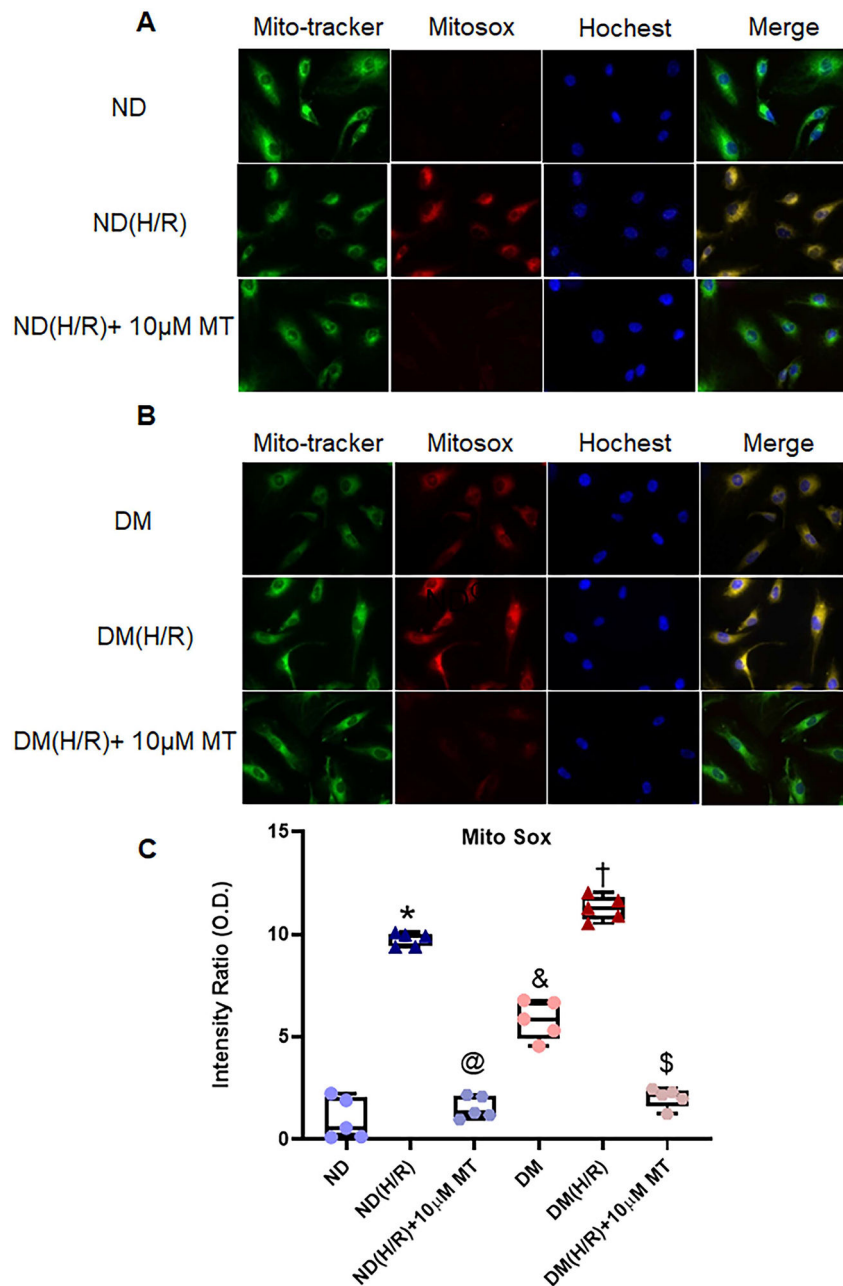 A
Mito-tracker Mitosox Hochest Merge
ND
ND(H/R)
ND(H/R)+ 10µM MT
B
Mito-tracker Mitosox Hochest Merge
DM
DM(H/R)
DM(H/R)+ 10µM MT
C
Mito Sox
Intensity Ratio (O.D.)
15
10
5
0
*
@
&
†
$
ND
ND(H/R)
ND(H/R)+10µM MT
DM
DM(H/R)
DM(H/R)+10µM MT